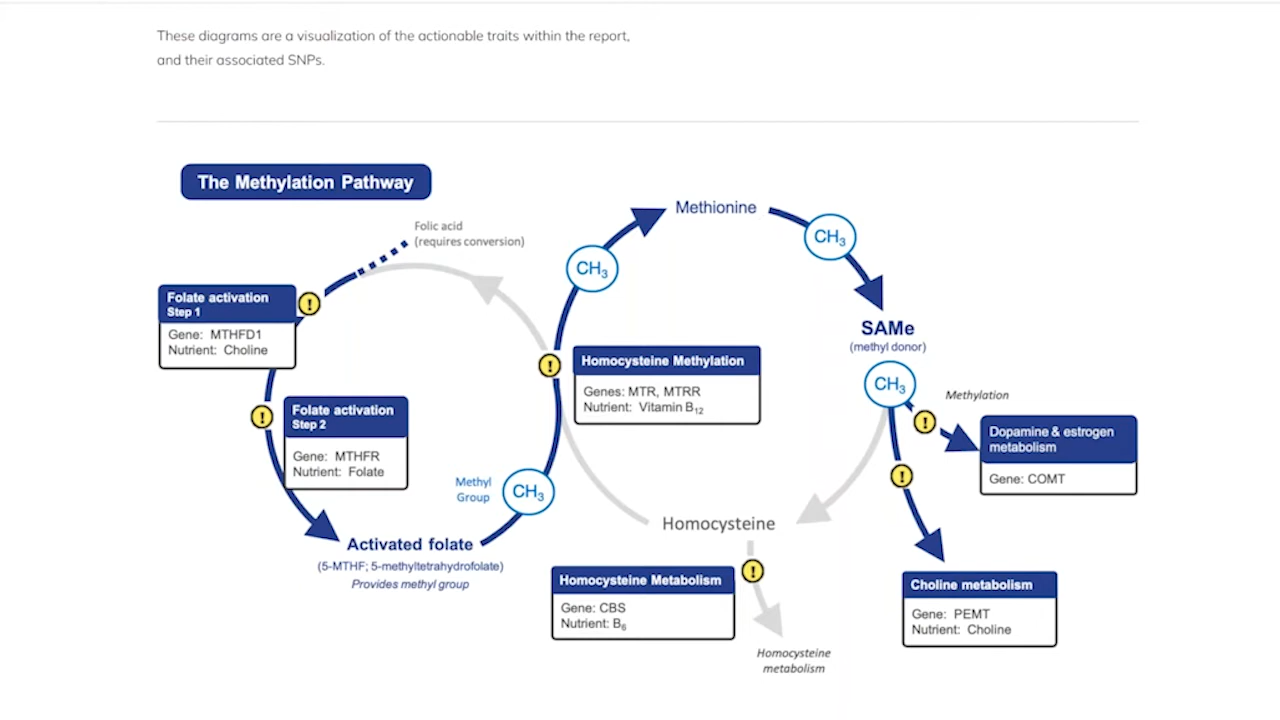 These diagrams are a visualization of the actionable traits within the report,
and their associated SNPs.
The Methylation Pathway
Folic acid
(requires conversion)
Methionine
CH₃
CH₃
Folate activation
Step 1
Gene: MTHFD1
Nutrient: Choline
!
SAMe
(methyl donor)
CH₃
Methylation
!
Homocysteine Methylation
Genes: MTR, MTRR
Nutrient: Vitamin B₁₂
!
Folate activation
Step 2
Gene: MTHFR
Nutrient: Folate
!
Dopamine & estrogen
metabolism
Gene: COMT
!
Methyl
Group
CH₃
Homocysteine
Activated folate
(5-MTHF; 5-methyltetrahydrofolate)
Provides methyl group
Homocysteine Metabolism
Gene: CBS
Nutrient: B₆
!
Homocysteine
metabolism
Choline metabolism
Gene: PEMT
Nutrient: Choline